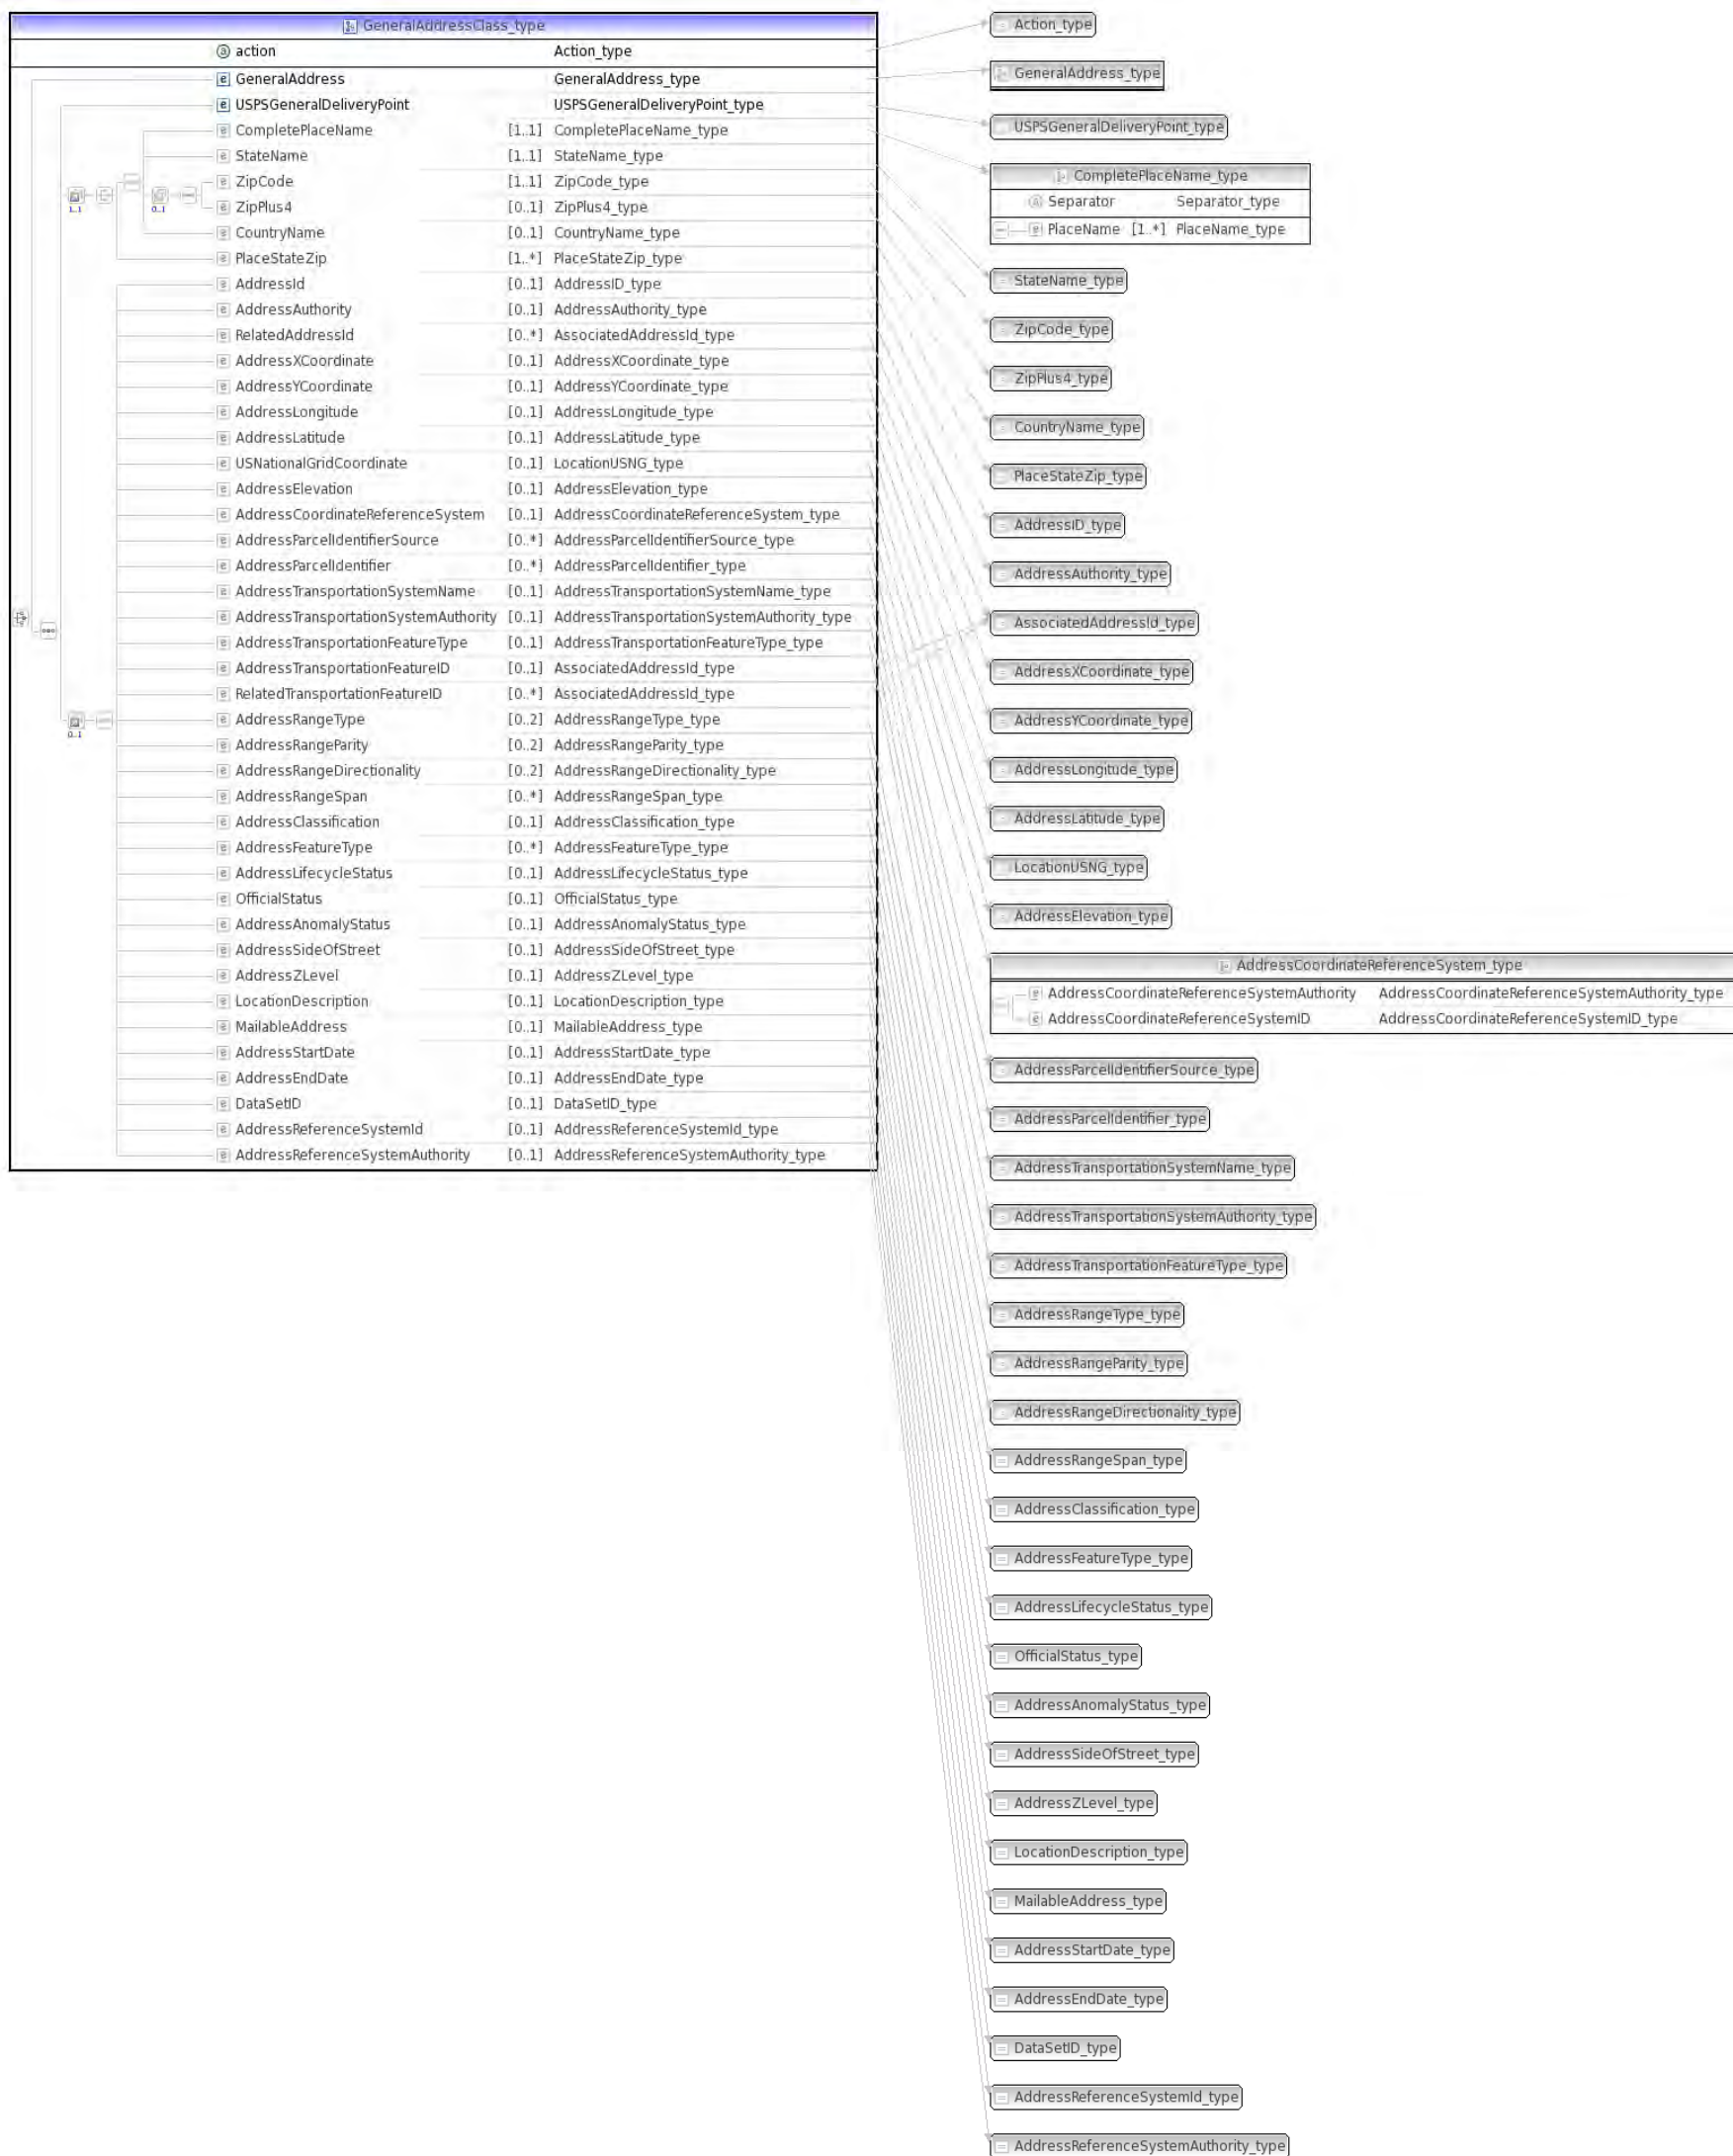 GeneralAddressClass_type
action Action_type
GeneralAddress GeneralAddress_type
USPSGeneralDeliveryPoint USPSGeneralDeliveryPoint_type
CompletePlaceName [1..1] CompletePlaceName_type
StateName [1..1] StateName_type
ZipCode [1..1] ZipCode_type
1..1
0..1
ZipPlus4 [0..1] ZipPlus4_type
CountryName [0..1] CountryName_type
PlaceStateZip [1..*] PlaceStateZip_type
AddressId [0..1] AddressID_type
AddressAuthority [0..1] AddressAuthority_type
RelatedAddressId [0..*] AssociatedAddressId_type
AddressXCoordinate [0..1] AddressXCoordinate_type
AddressYCoordinate [0..1] AddressYCoordinate_type
AddressLongitude [0..1] AddressLongitude_type
AddressLatitude [0..1] AddressLatitude_type
USNationalGridCoordinate [0..1] LocationUSNG_type
AddressElevation [0..1] AddressElevation_type
AddressCoordinateReferenceSystem [0..1] AddressCoordinateReferenceSystem_type
AddressParcelIdentifierSource [0..*] AddressParcelIdentifierSource_type
AddressParcelIdentifier [0..*] AddressParcelIdentifier_type
AddressTransportationSystemName [0..1] AddressTransportationSystemName_type
AddressTransportationSystemAuthority [0..1] AddressTransportationSystemAuthority_type
AddressTransportationFeatureType [0..1] AddressTransportationFeatureType_type
AddressTransportationFeatureID [0..1] AssociatedAddressId_type
RelatedTransportationFeatureID [0..*] AssociatedAddressId_type
AddressRangeType [0..2] AddressRangeType_type
0..1
AddressRangeParity [0..2] AddressRangeParity_type
AddressRangeDirectionality [0..2] AddressRangeDirectionality_type
AddressRangeSpan [0..*] AddressRangeSpan_type
AddressClassification [0..1] AddressClassification_type
AddressFeatureType [0..*] AddressFeatureType_type
AddressLifecycleStatus [0..1] AddressLifecycleStatus_type
OfficialStatus [0..1] OfficialStatus_type
AddressAnomalyStatus [0..1] AddressAnomalyStatus_type
AddressSideOfStreet [0..1] AddressSideOfStreet_type
AddressZLevel [0..1] AddressZLevel_type
LocationDescription [0..1] LocationDescription_type
MailableAddress [0..1] MailableAddress_type
AddressStartDate [0..1] AddressStartDate_type
AddressEndDate [0..1] AddressEndDate_type
DataSetID [0..1] DataSetID_type
AddressReferenceSystemId [0..1] AddressReferenceSystemId_type
AddressReferenceSystemAuthority [0..1] AddressReferenceSystemAuthority_type
Action_type
GeneralAddress_type
USPSGeneralDeliveryPoint_type
CompletePlaceName_type
Separator Separator_type
PlaceName [1..*] PlaceName_type
StateName_type
ZipCode_type
ZipPlus4_type
CountryName_type
PlaceStateZip_type
AddressID_type
AddressAuthority_type
AssociatedAddressId_type
AddressXCoordinate_type
AddressYCoordinate_type
AddressLongitude_type
AddressLatitude_type
LocationUSNG_type
AddressElevation_type
AddressCoordinateReferenceSystem_type
AddressCoordinateReferenceSystemAuthority AddressCoordinateReferenceSystemAuthority_type
AddressCoordinateReferenceSystemID AddressCoordinateReferenceSystemID_type
AddressParcelIdentifierSource_type
AddressParcelIdentifier_type
AddressTransportationSystemName_type
AddressTransportationSystemAuthority_type
AddressTransportationFeatureType_type
AddressRangeType_type
AddressRangeParity_type
AddressRangeDirectionality_type
AddressRangeSpan_type
AddressClassification_type
AddressFeatureType_type
AddressLifecycleStatus_type
OfficialStatus_type
AddressAnomalyStatus_type
AddressSideOfStreet_type
AddressZLevel_type
LocationDescription_type
MailableAddress_type
AddressStartDate_type
AddressEndDate_type
DataSetID_type
AddressReferenceSystemId_type
AddressReferenceSystemAuthority_type